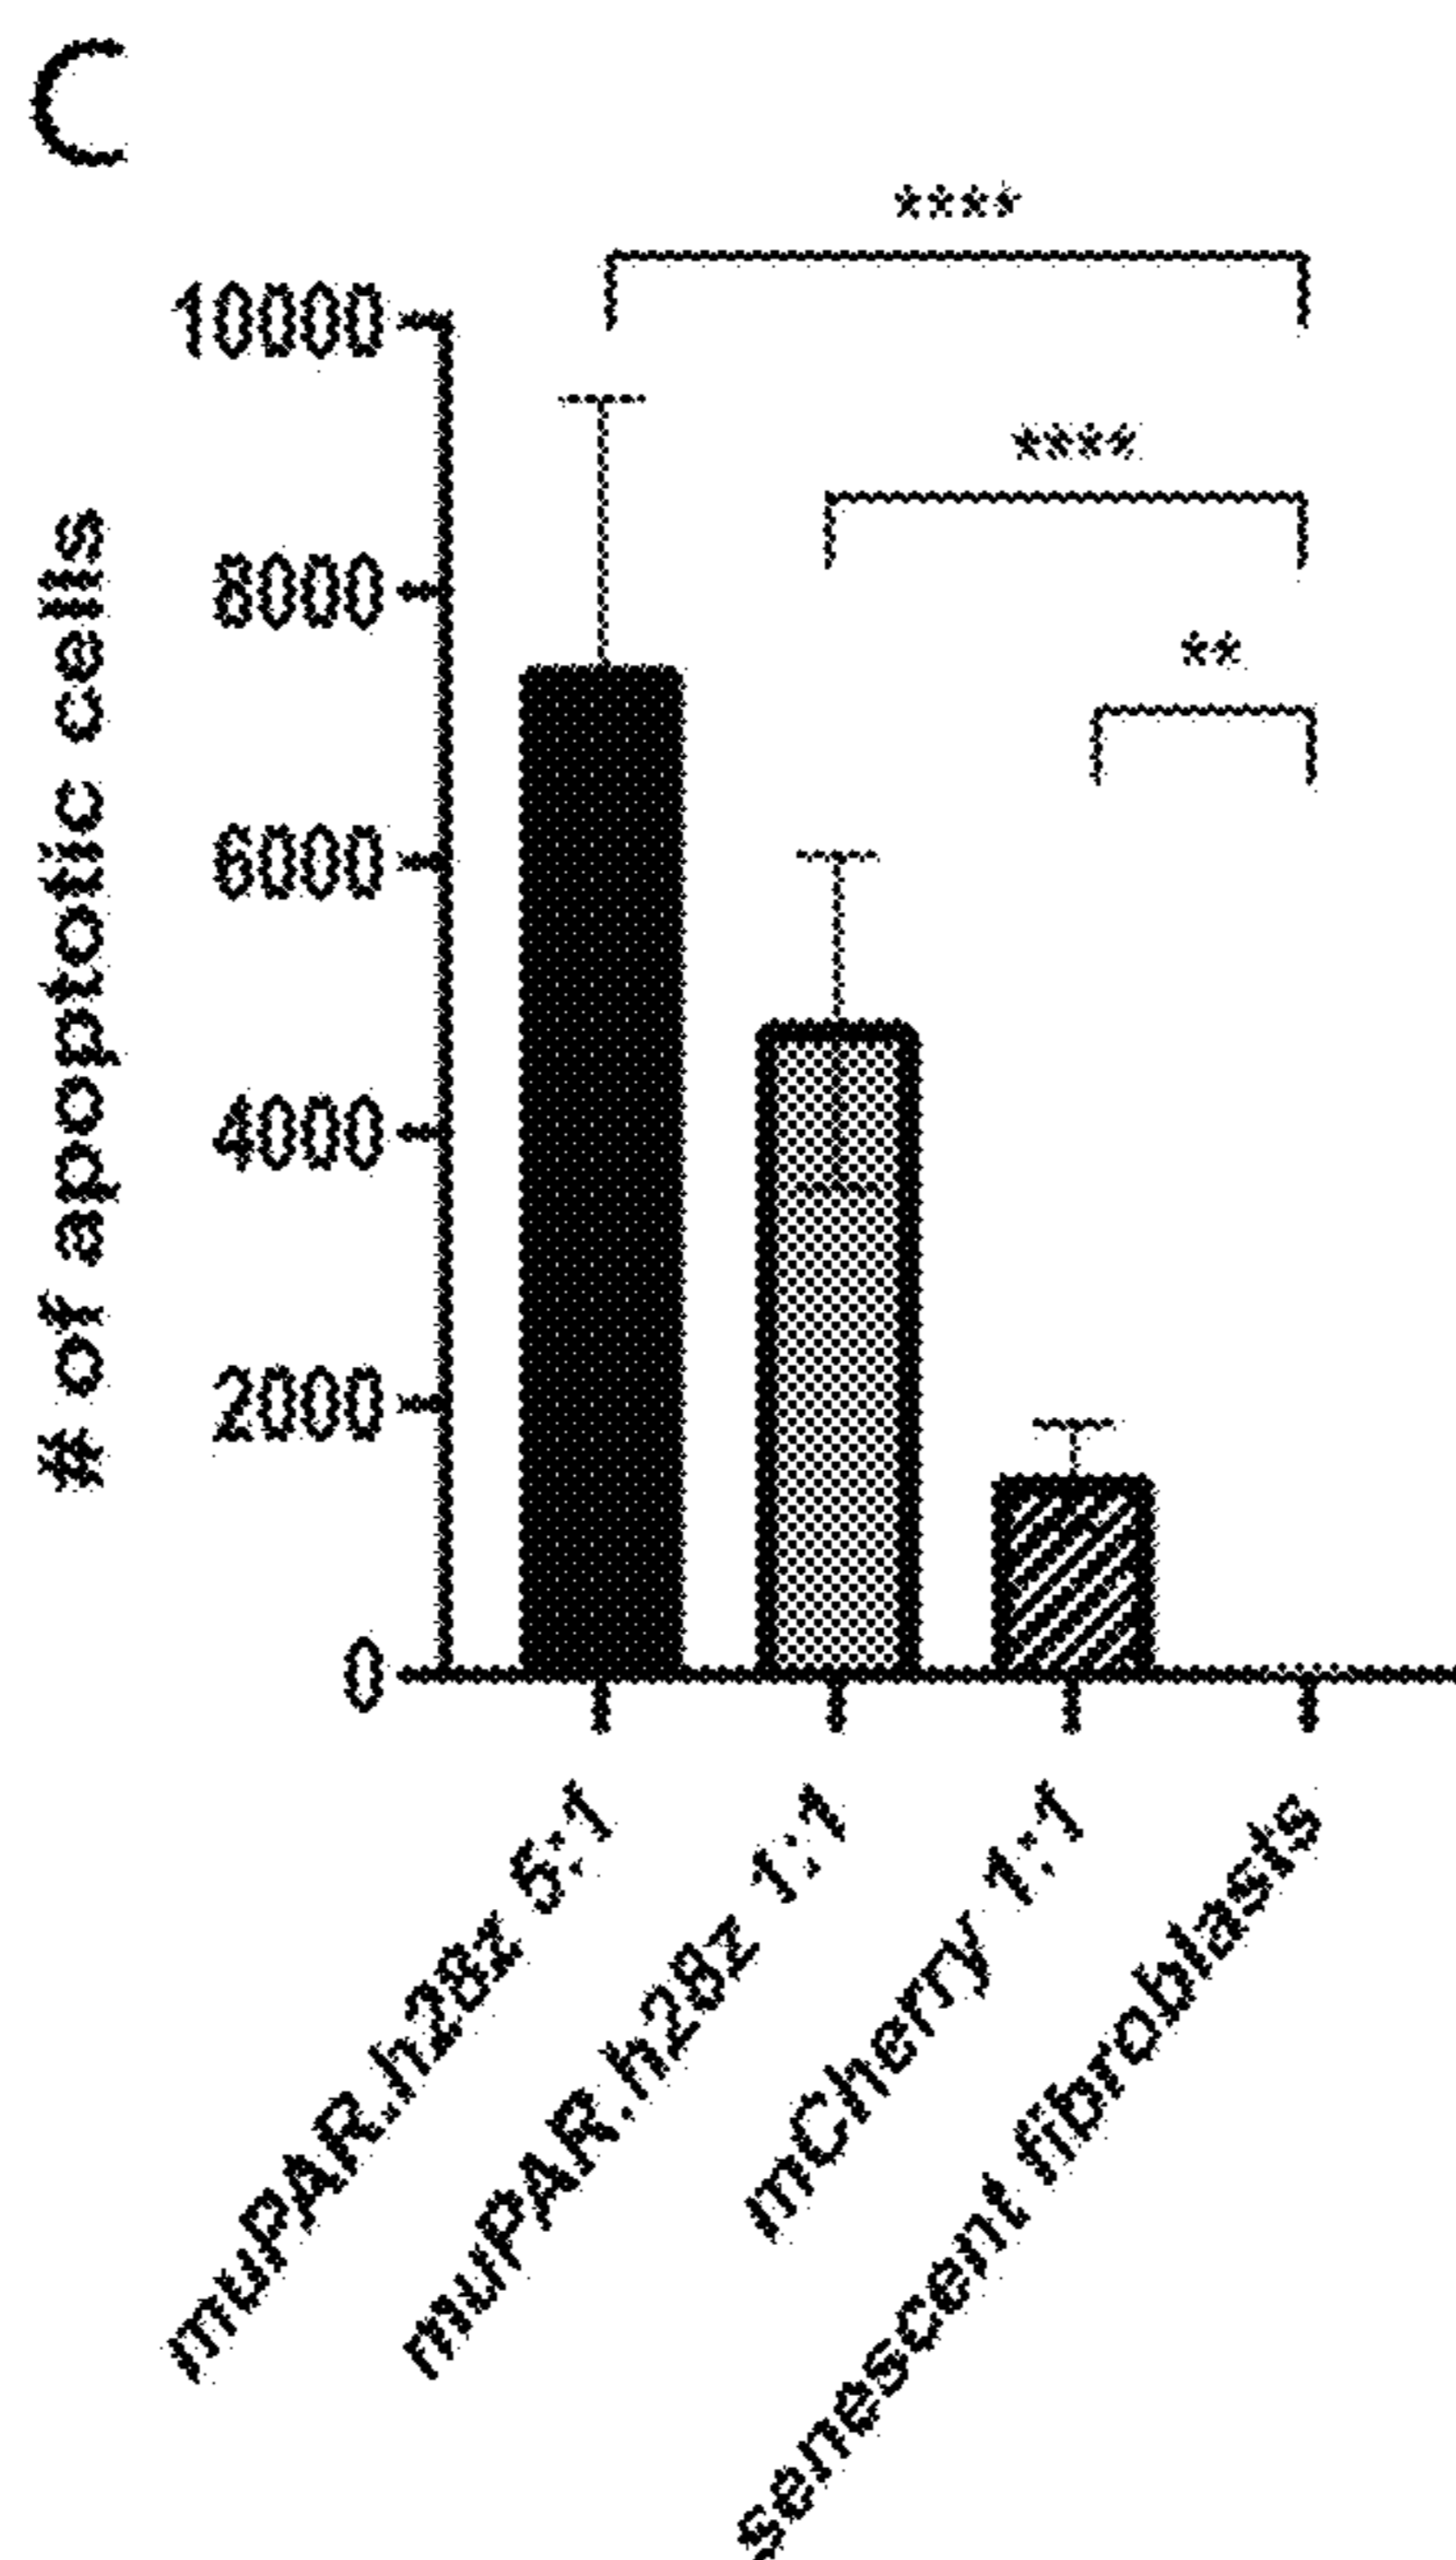 C
****
10000
****
8000
**
6000
4000
2000
0
# of apoptotic cells
muPAR.h28z 5:1
muPAR.h28z 1:1
mCherry 1:1
senescent fibroblasts